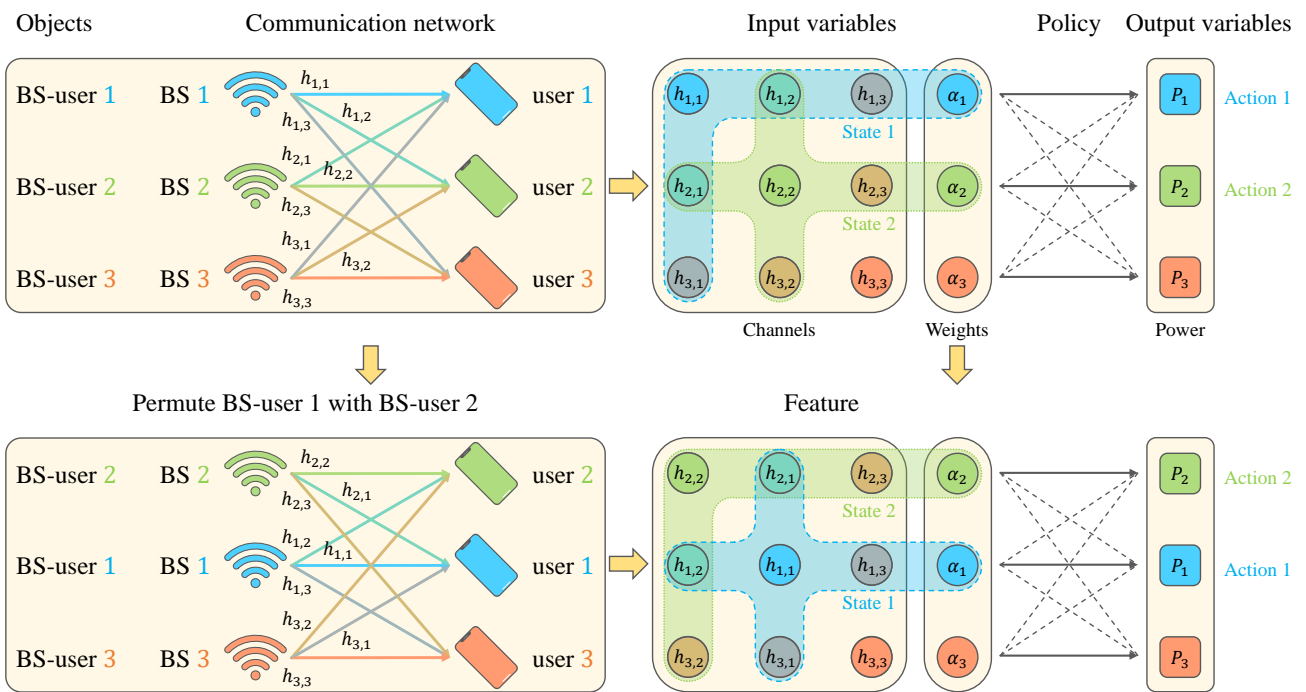 Objects
Communication network
Input variables
Policy
Output variables
BS-user 1
BS 1
h1,1
h1,2
h1,3
user 1
BS-user 2
BS 2
h2,1
h2,2
h2,3
user 2
BS-user 3
BS 3
h3,1
h3,2
h3,3
user 3
h1,1
h1,2
h1,3
α1
State 1
h2,1
h2,2
h2,3
α2
State 2
h3,1
h3,2
h3,3
α3
Channels
Weights
P1
Action 1
P2
Action 2
P3
Power
Permute BS-user 1 with BS-user 2
Feature
BS-user 2
BS 2
h2,2
h2,1
h2,3
user 2
BS-user 1
BS 1
h1,2
h1,1
h1,3
user 1
BS-user 3
BS 3
h3,2
h3,1
h3,3
user 3
h2,2
h2,1
h2,3
α2
State 2
h1,2
h1,1
h1,3
α1
State 1
h3,2
h3,1
h3,3
α3
P2
Action 2
P1
Action 1
P3